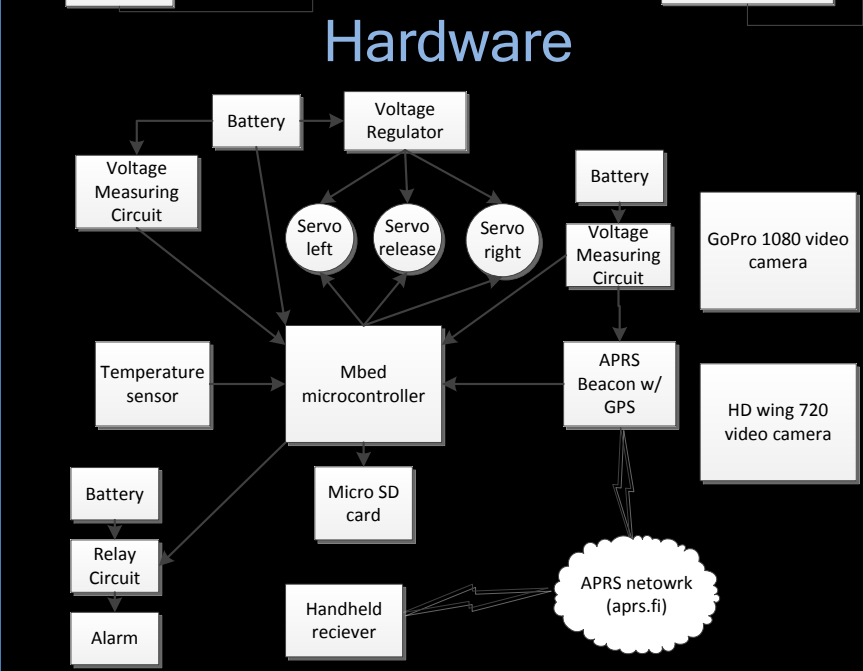 Hardware
Battery
Voltage
Regulator
Voltage
Measuring
Circuit
Servo
left
Servo
release
Servo
right
Battery
Voltage
Measuring
Circuit
GoPro 1080 video
camera
Temperature
sensor
Mbed
microcontroller
APRS
Beacon w/
GPS
HD wing 720
video camera
Battery
Micro SD
card
Relay
Circuit
Alarm
Handheld
reciever
APRS netowrk
(aprs.fi)